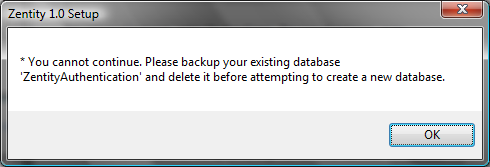 Zentity 1.0 Setup
* You cannot continue. Please backup your existing database
'ZentityAuthentication' and delete it before attempting to create a new database.
OK